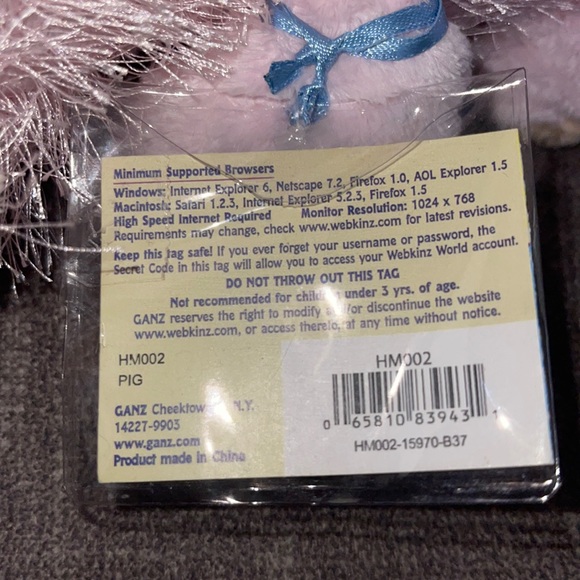 Minimum Supported Browsers
Windows: Internet Explorer 6, Netscape 7.2, Firefox 1.0, AOL Explorer 1.5
Macintosh: Safari 1.2.3, Internet Explorer 5.2.3, Firefox 1.5
High Speed Internet Required Monitor Resolution: 1024 x 768
Requirements may change, check www.webkinz.com for latest revisions.
Keep this tag safe! If you ever forget your username or password, the
Secret Code in this tag will allow you to access your Webkinz World account.
DO NOT THROW OUT THIS TAG
Not recommended for children under 3 yrs. of age.
GANZ reserves the right to modify and/or discontinue the website
www.webkinz.com, or access thereto, at any time without notice.
HM002
PIG
GANZ Cheektowaga, N.Y.
14227-9903
www.ganz.com
Product made in China
HM002
0 65810 83943 1
HM002-15970-B37